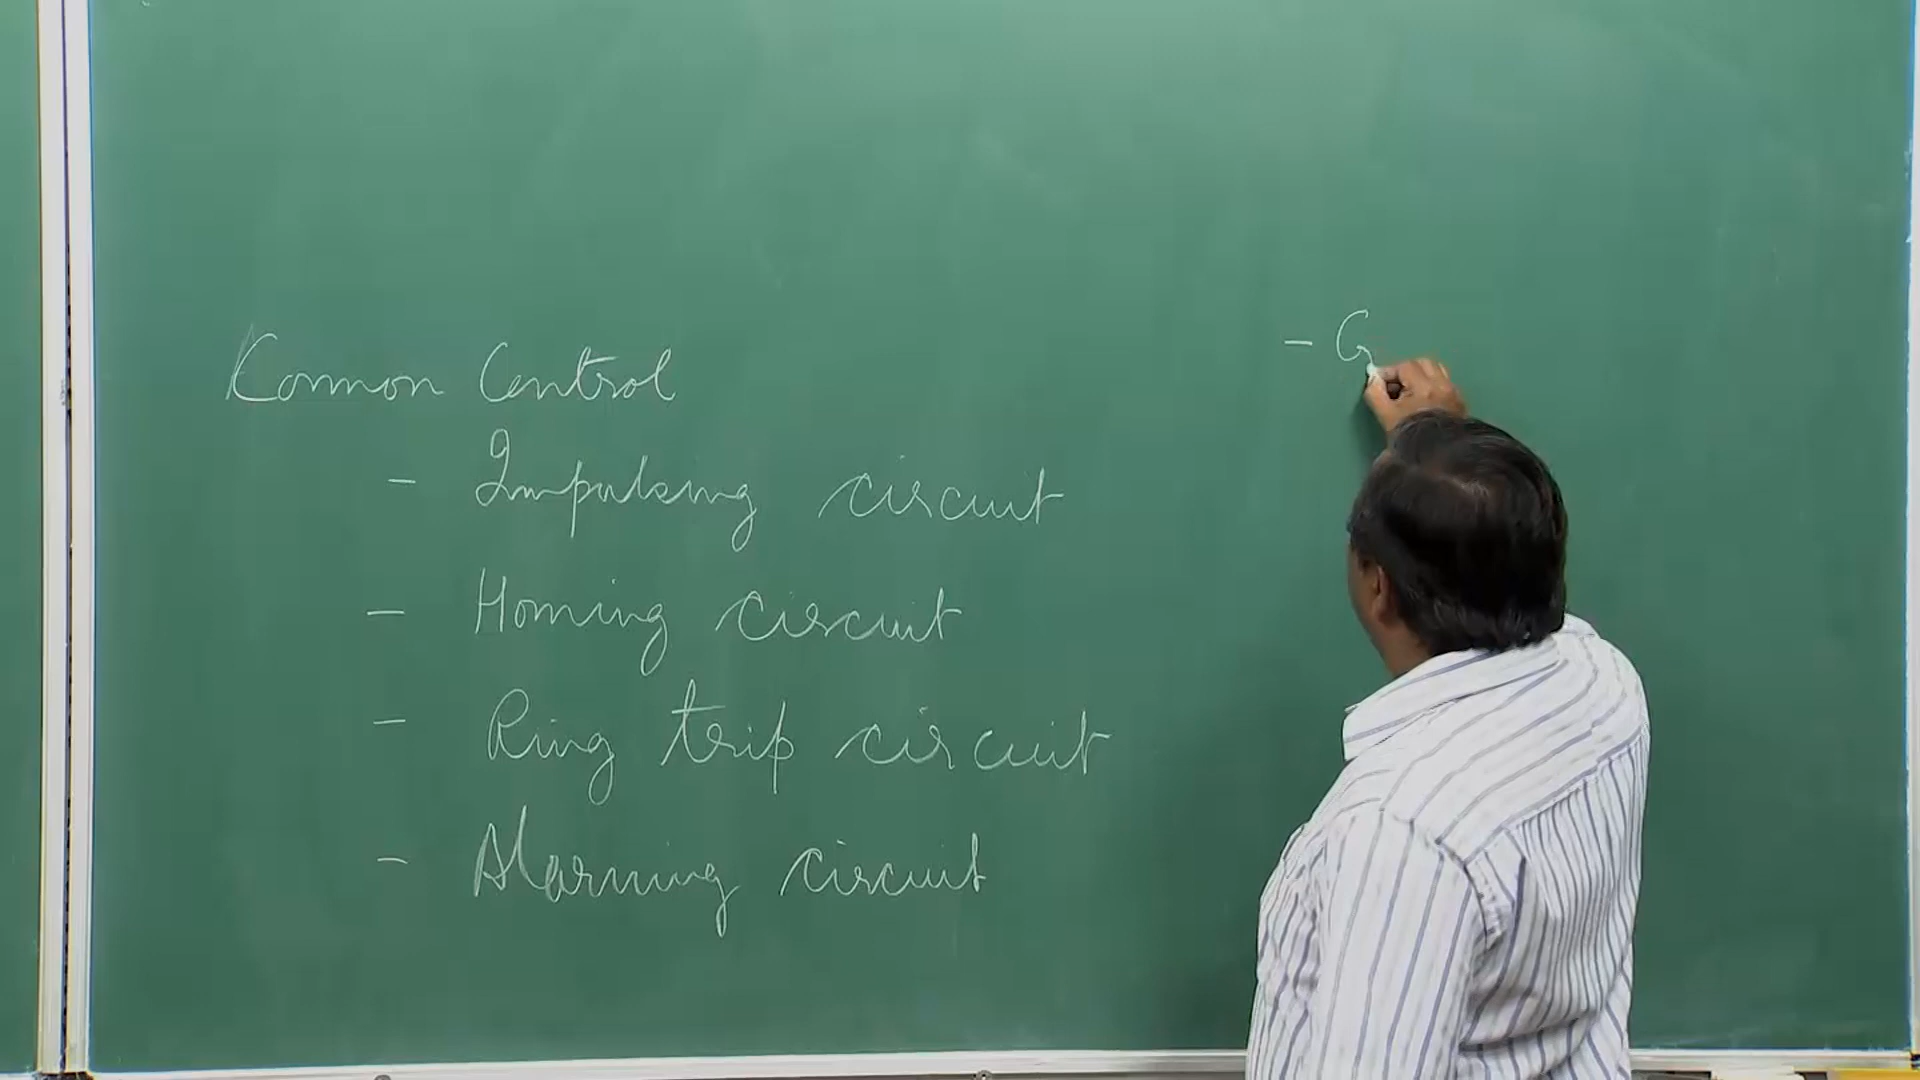 Common Control
- Impulsing circuit
- Homing circuit
- Ring trip circuit
- Alarming circuit
- G